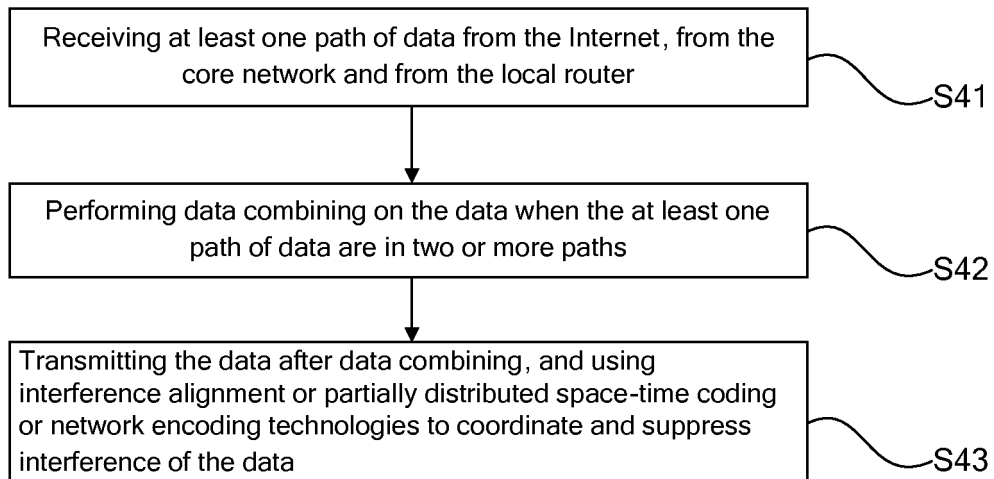 Receiving at least one path of data from the Internet, from the
core network and from the local router
S41
Performing data combining on the data when the at least one
path of data are in two or more paths
S42
Transmitting the data after data combining, and using
interference alignment or partially distributed space-time coding
or network encoding technologies to coordinate and suppress
interference of the data
S43